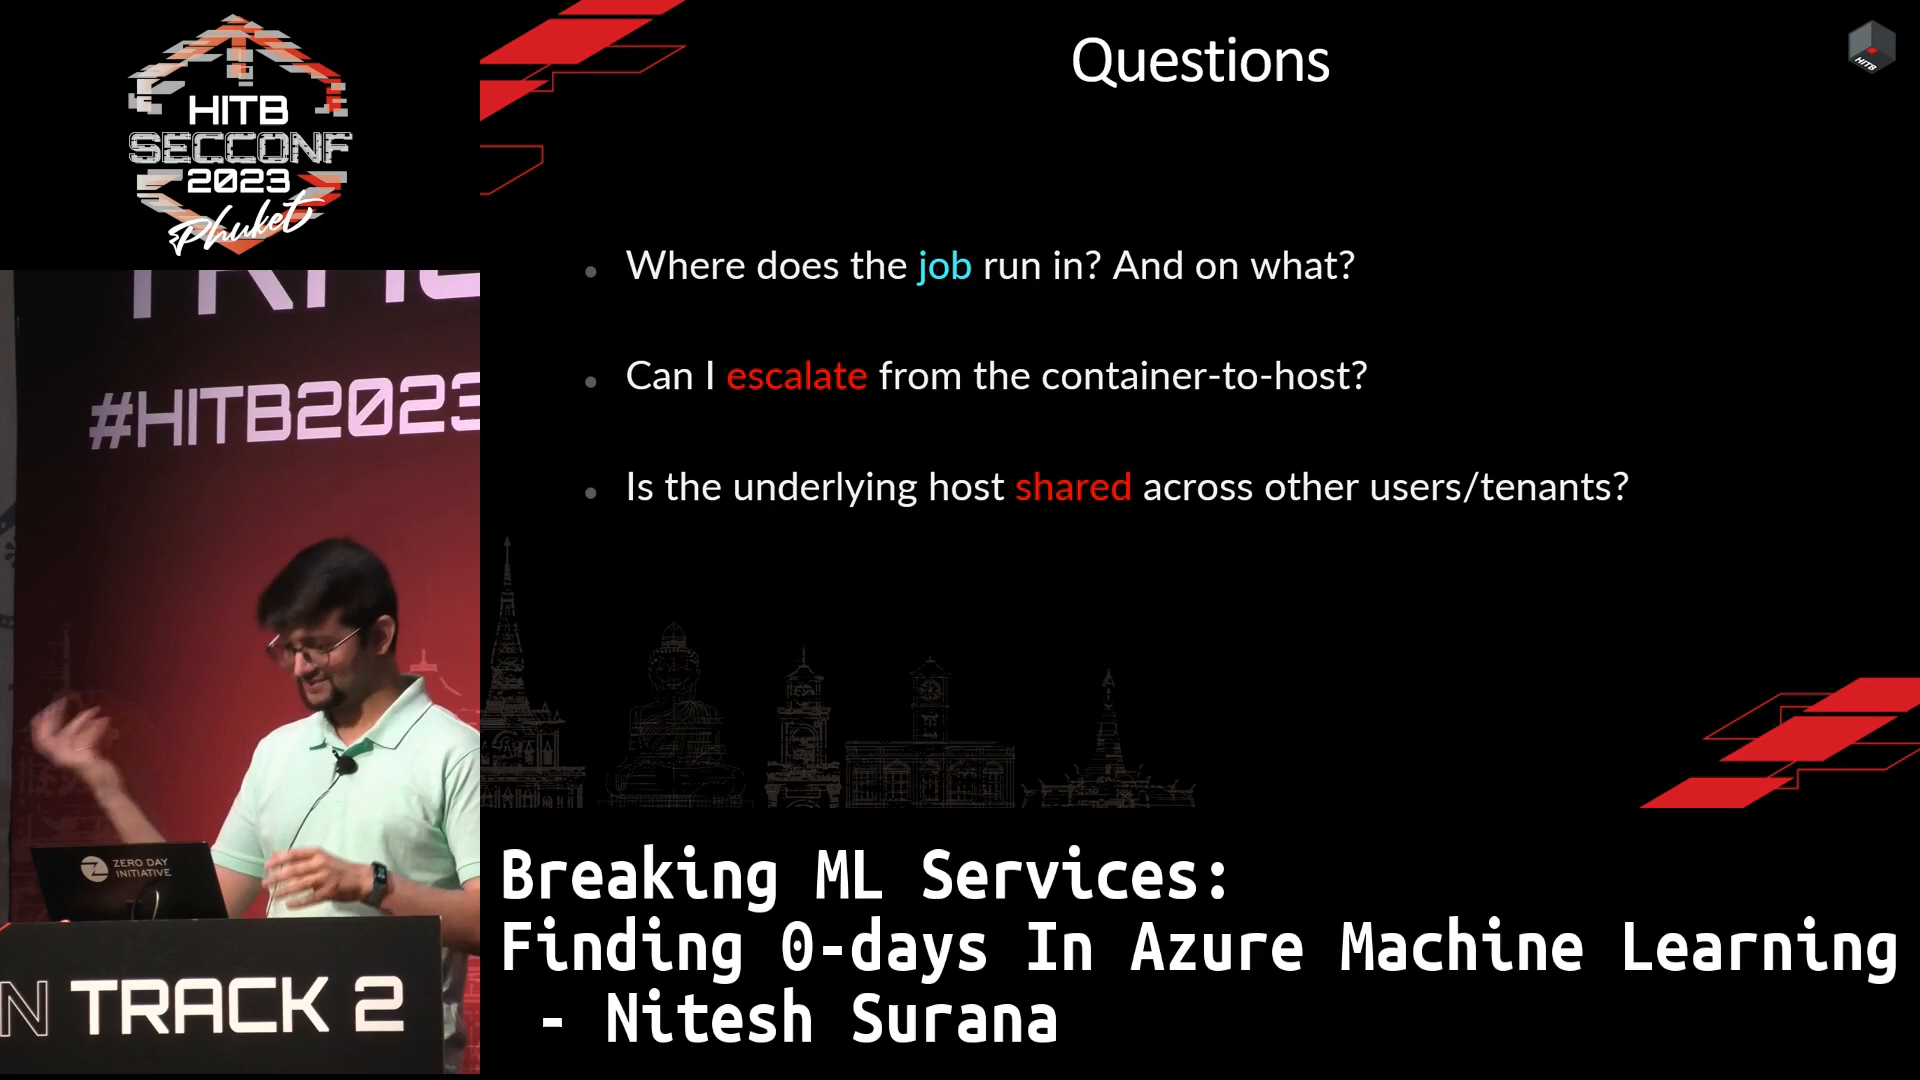 HITB
SECCONF
2023
Phuket
#HITB2023
ZERO DAY
INITIATIVE
N TRACK 2
Questions
HITB
Where does the job run in? And on what?
Can I escalate from the container-to-host?
Is the underlying host shared across other users/tenants?
Breaking ML Services:
Finding 0-days In Azure Machine Learning
- Nitesh Surana